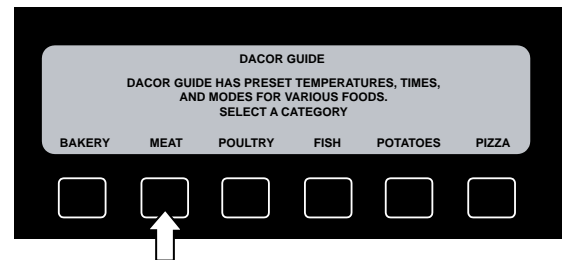 DACOR GUIDE
DACOR GUIDE HAS PRESET TEMPERATURES, TIMES,
AND MODES FOR VARIOUS FOODS.
SELECT A CATEGORY
BAKERY MEAT POULTRY FISH POTATOES PIZZA